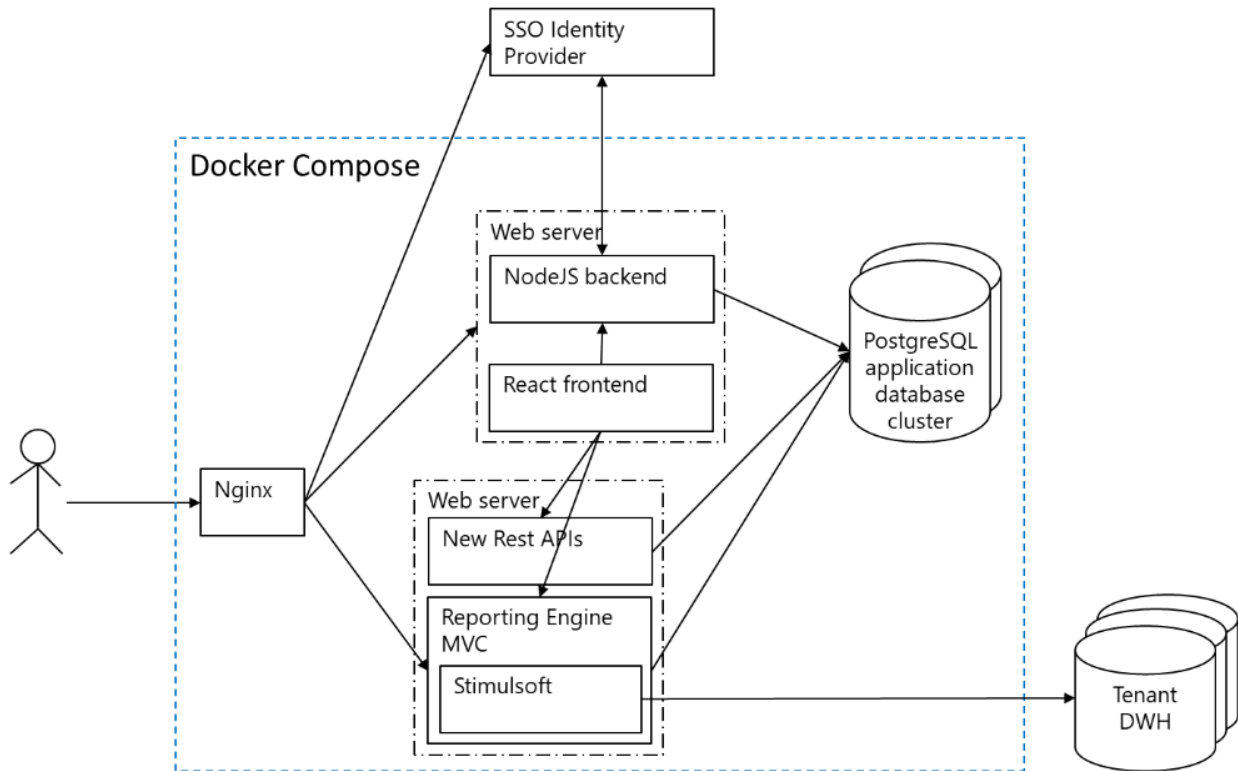 SSO Identity
Provider
Docker Compose
Web server
NodeJS backend
React frontend
PostgreSQL
application
database
cluster
Nginx
Web server
New Rest APIs
Reporting Engine
MVC
Stimulsoft
Tenant
DWH